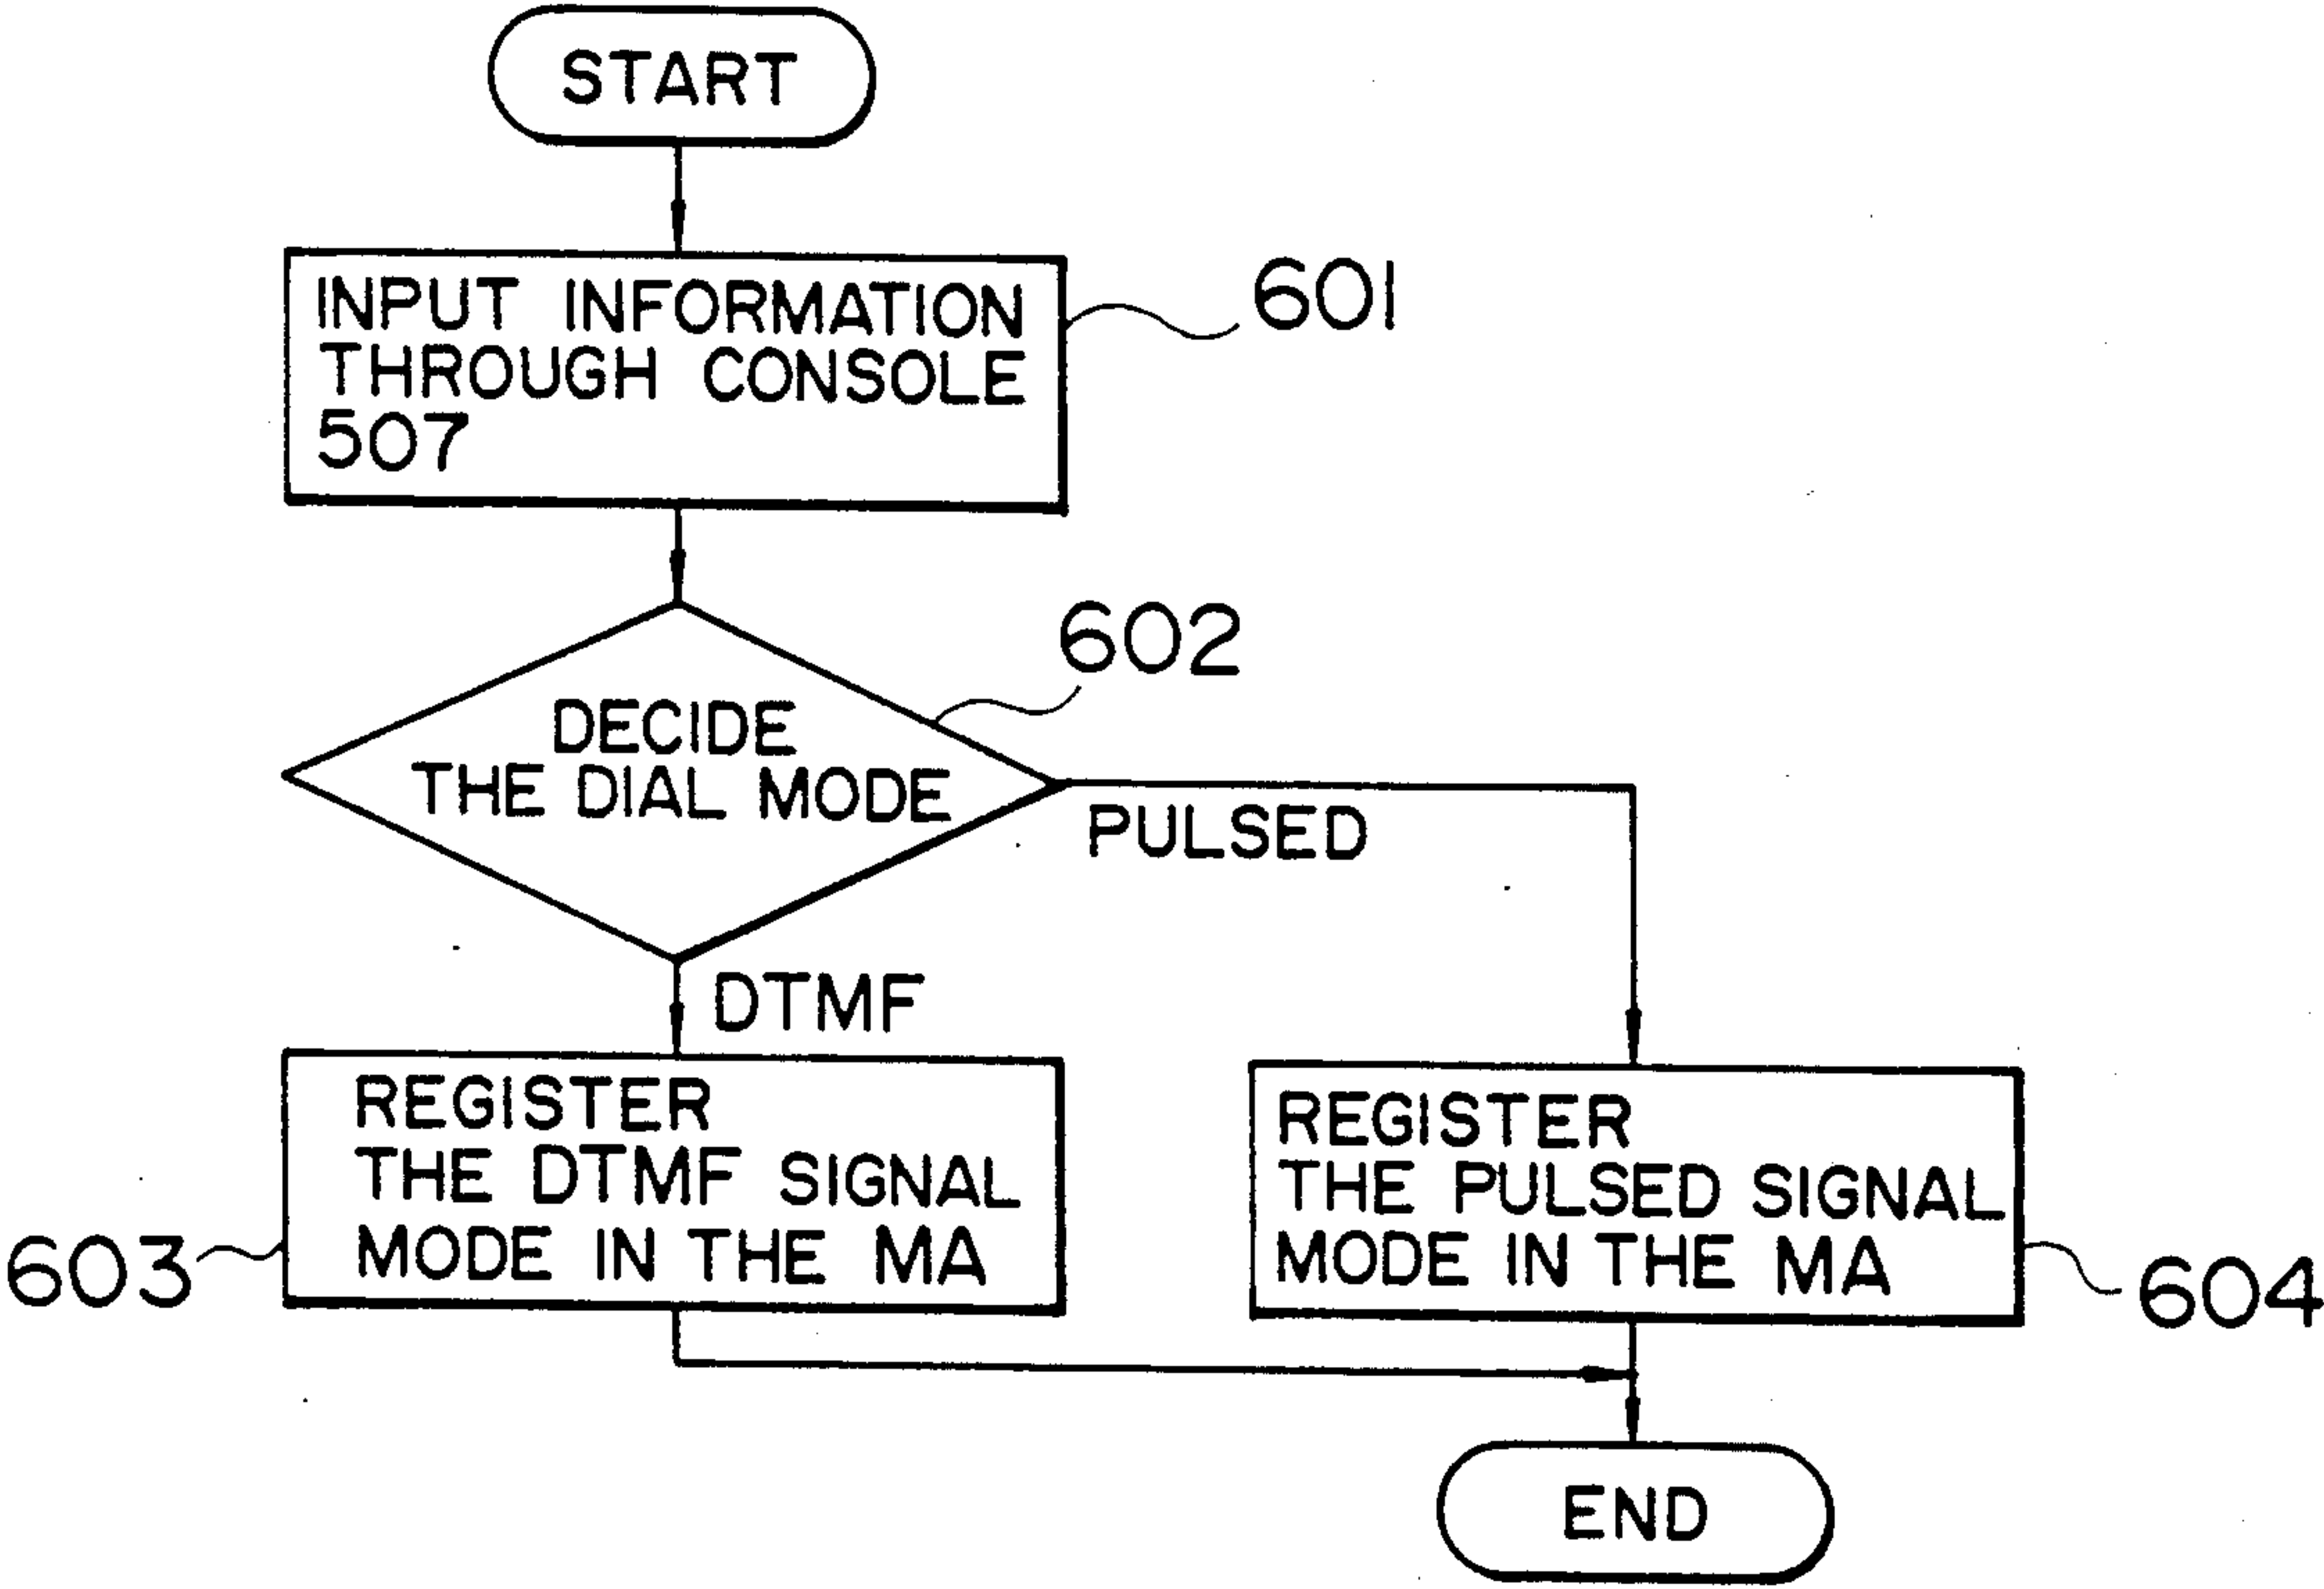 START
INPUT INFORMATION
THROUGH CONSOLE
507
601
602
DECIDE
THE DIAL MODE
PULSED
DTMF
REGISTER
THE DTMF SIGNAL
MODE IN THE MA
603
REGISTER
THE PULSED SIGNAL
MODE IN THE MA
604
END